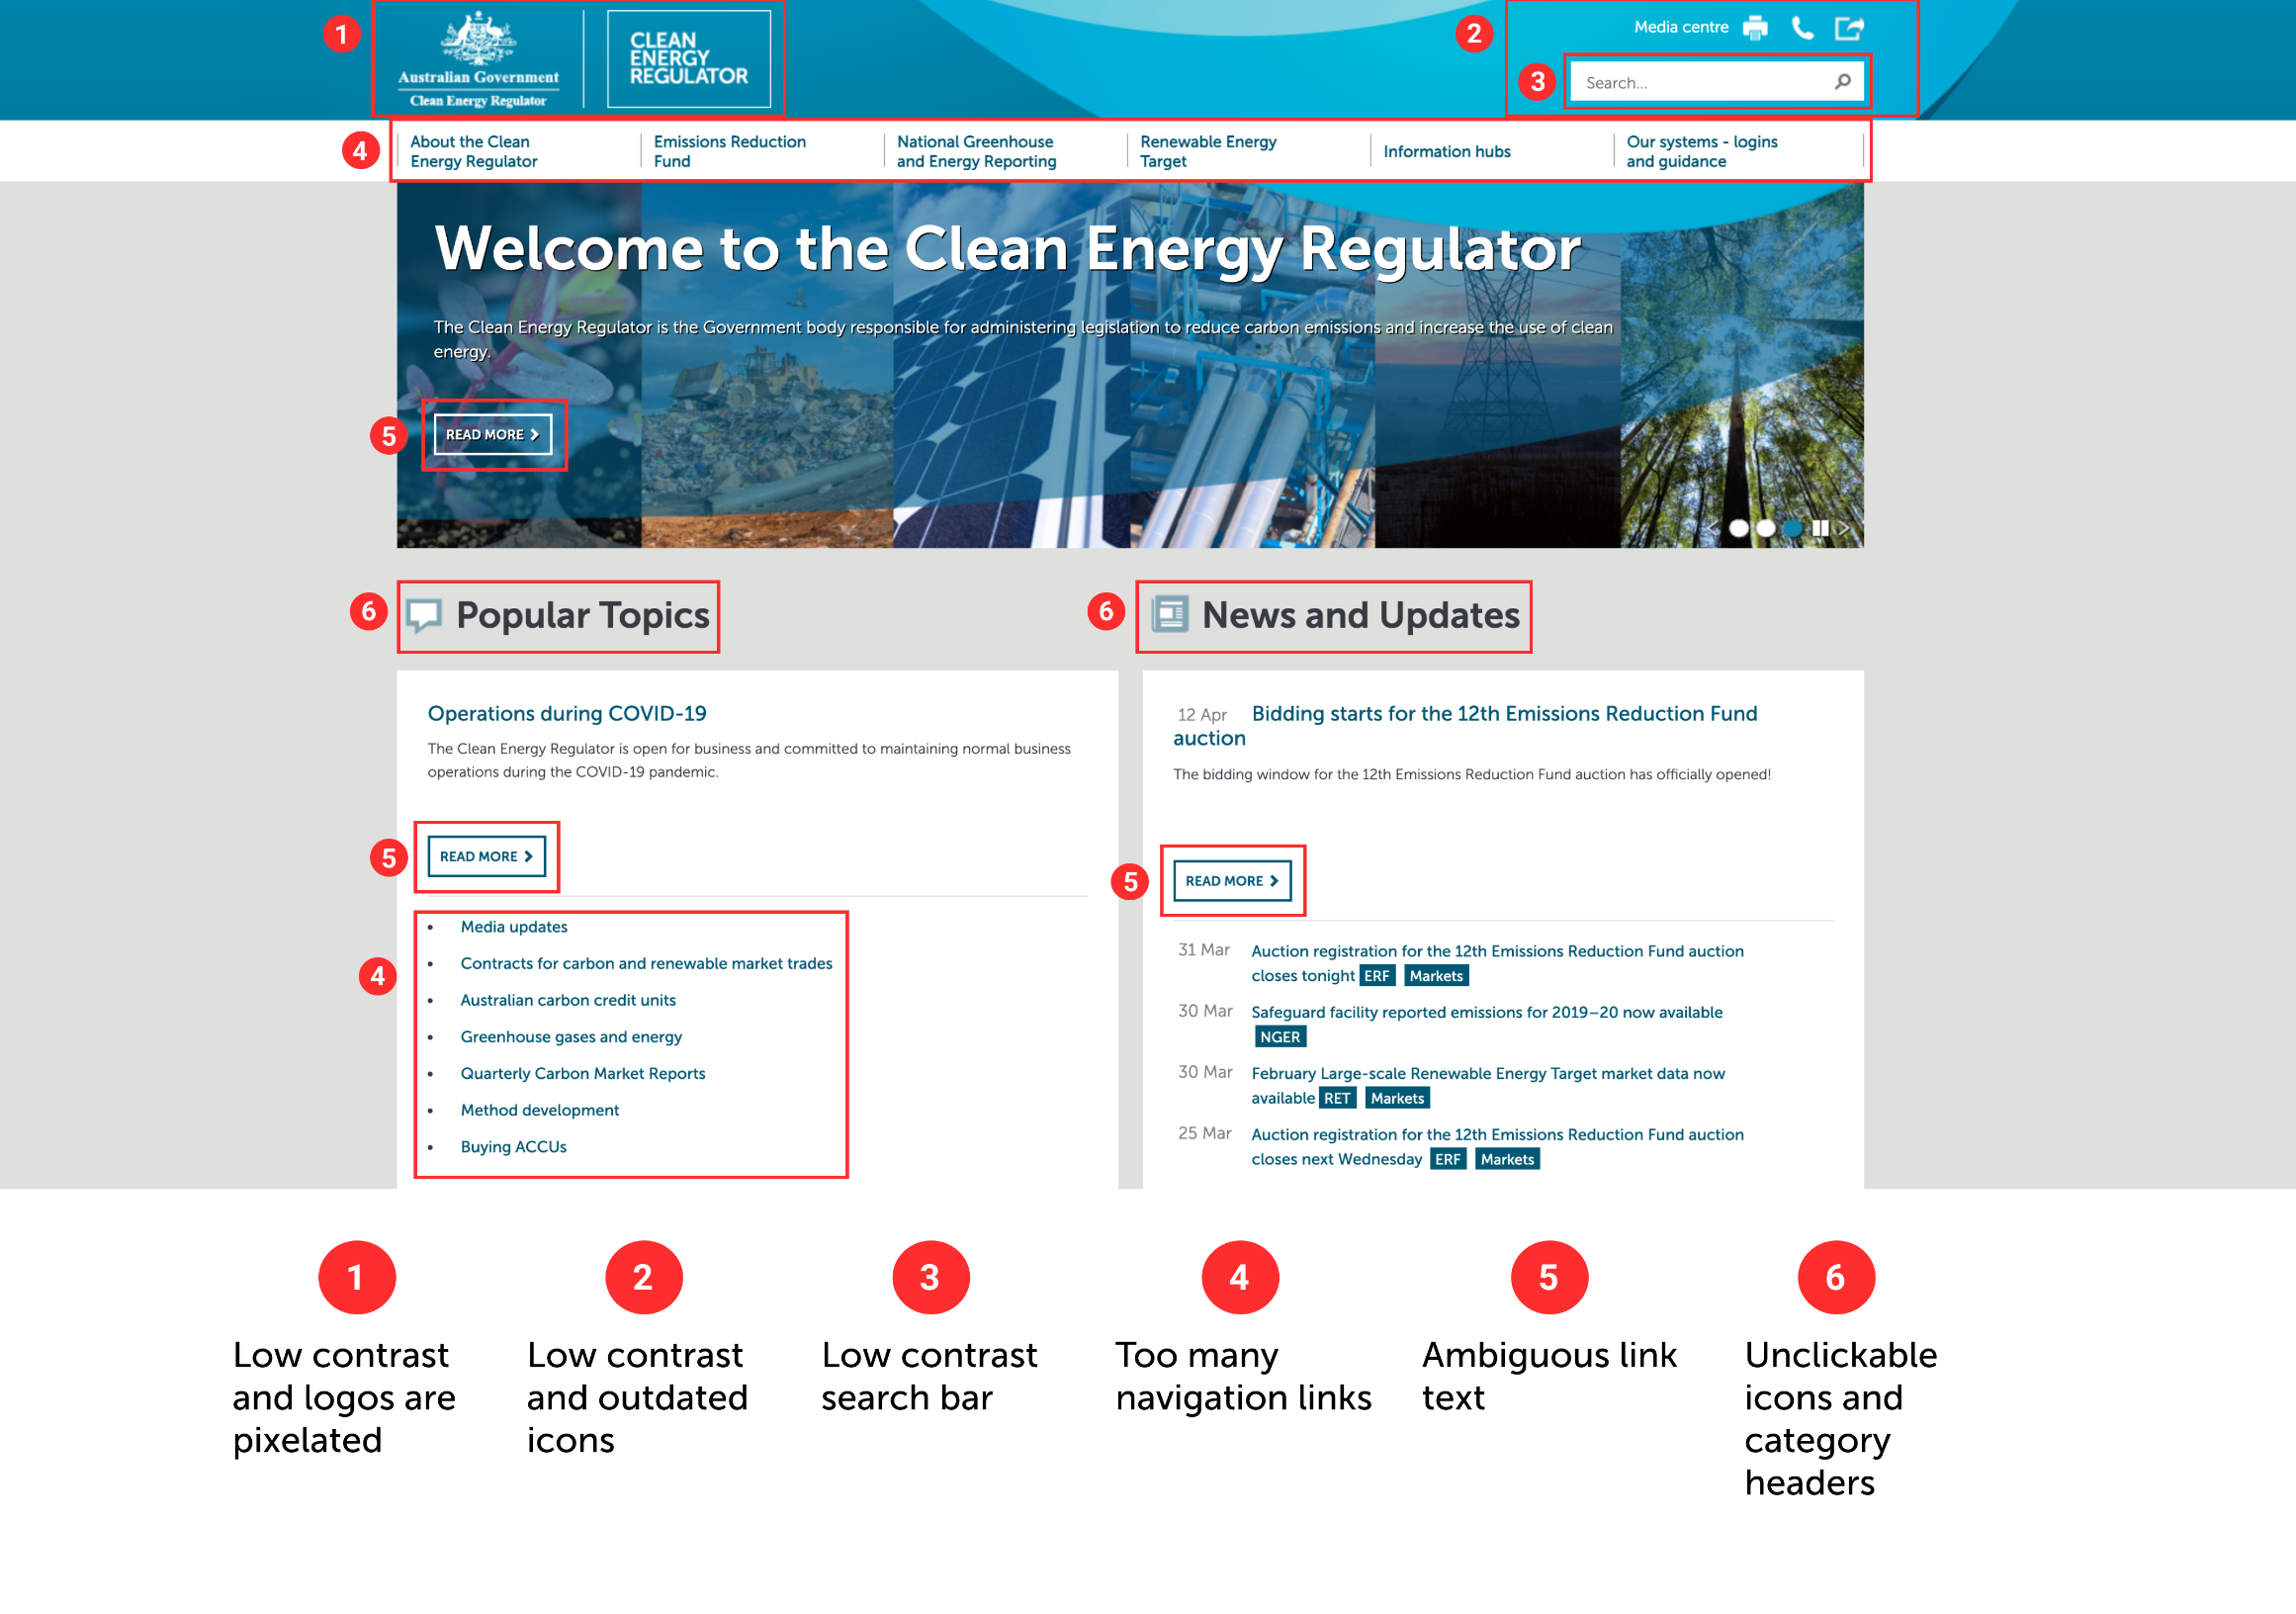 1
Australian Government
Clean Energy Regulator
CLEAN
ENERGY
REGULATOR
2
Media centre
3
Search...
4
About the Clean
Energy Regulator
Emissions Reduction
Fund
National Greenhouse
and Energy Reporting
Renewable Energy
Target
Information hubs
Our systems - logins
and guidance
Welcome to the Clean Energy Regulator
The Clean Energy Regulator is the Government body responsible for administering legislation to reduce carbon emissions and increase the use of clean
energy.
5
READ MORE
6
Popular Topics
6
News and Updates
Operations during COVID-19
The Clean Energy Regulator is open for business and committed to maintaining normal business
operations during the COVID-19 pandemic.
5
READ MORE
4
• Media updates
• Contracts for carbon and renewable market trades
• Australian carbon credit units
• Greenhouse gases and energy
• Quarterly Carbon Market Reports
• Method development
• Buying ACCUs
12 Apr Bidding starts for the 12th Emissions Reduction Fund
auction
The bidding window for the 12th Emissions Reduction Fund auction has officially opened!
5
READ MORE
31 Mar Auction registration for the 12th Emissions Reduction Fund auction
closes tonight ERF Markets
30 Mar Safeguard facility reported emissions for 2019–20 now available
NGER
30 Mar February Large-scale Renewable Energy Target market data now
available RET Markets
25 Mar Auction registration for the 12th Emissions Reduction Fund auction
closes next Wednesday ERF Markets
1
Low contrast
and logos are
pixelated
2
Low contrast
and outdated
icons
3
Low contrast
search bar
4
Too many
navigation links
5
Ambiguous link
text
6
Unclickable
icons and
category
headers